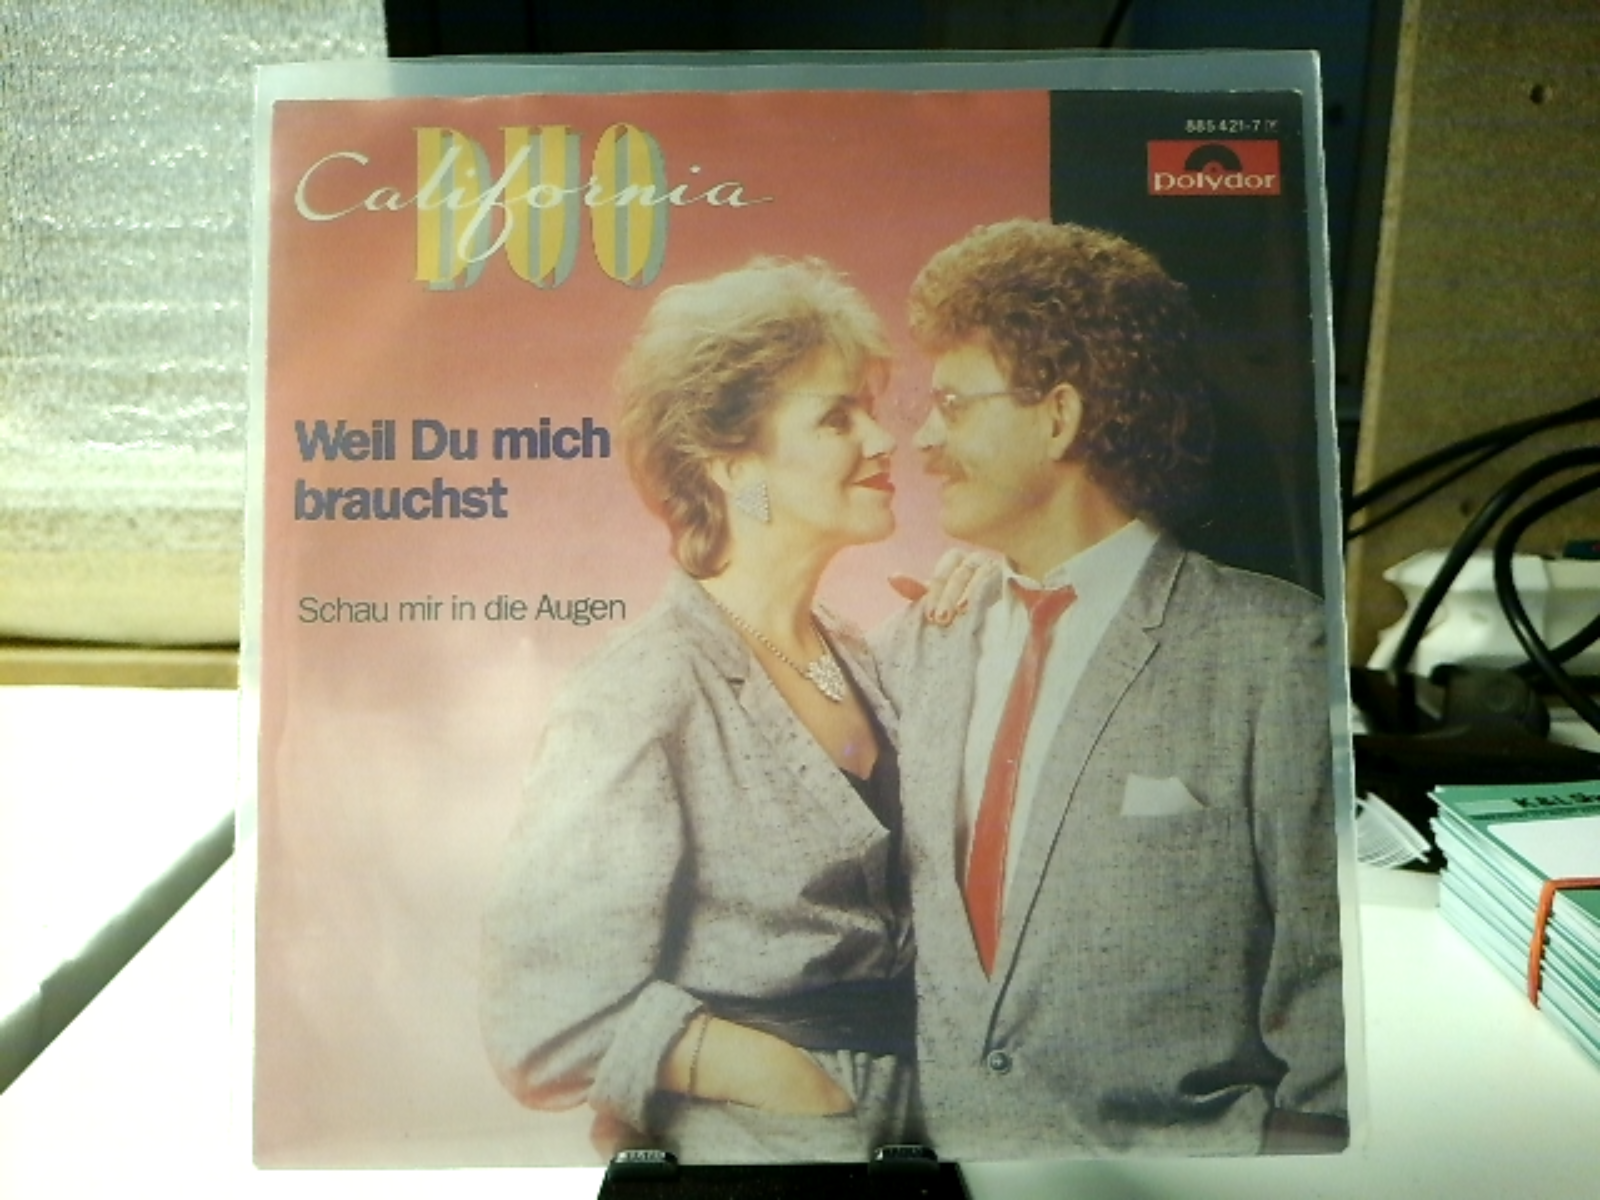 California
DUO
885 421-7
polydor
Weil Du mich
brauchst
Schau mir in die Augen